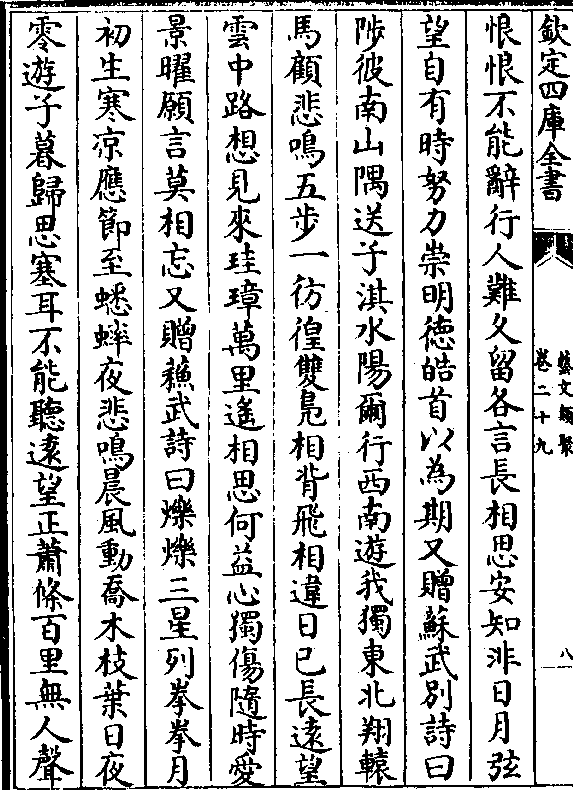 欽定四庫全書
藝文類聚
卷二十九
八
恨恨不能辭行人難久留各言長相思安知非日月弦
望自有時努力崇明德皓首以為期又贈蘇武別詩曰
陟彼南山隅送子淇水陽爾行西南遊我獨東北翔轅
馬顧悲鳴五步一彷徨雙鳧相背飛相違日已長遠望
雲中路想見來珪璋萬里遙相思何益心獨傷隨時愛
景曜願言莫相忘又贈蘓武詩曰爍爍三星列拳拳月
初生寒凉應節至蟋蟀夜悲鳴晨風動喬木枝葉日夜
零遊子暮歸思塞耳不能聽遠望正蕭條百里無人聲